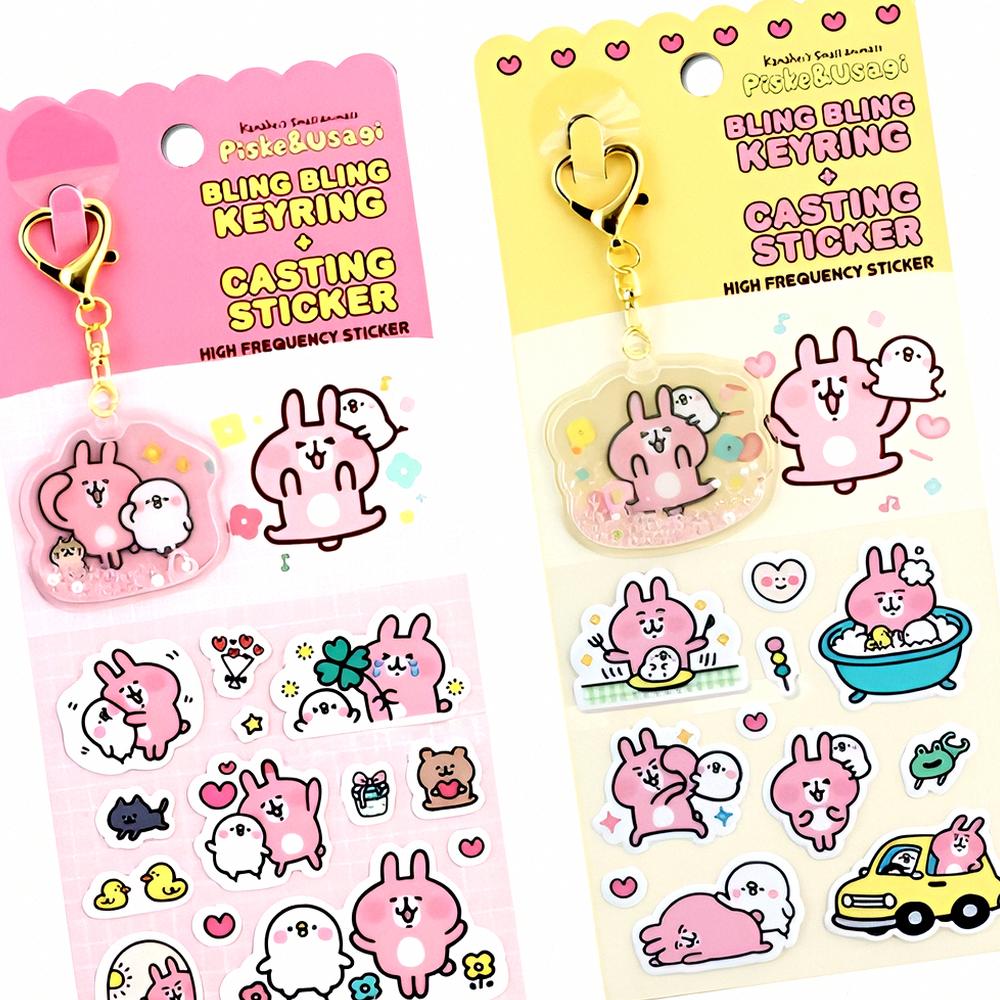 Kanahei's Small Animals
Piske&Usagi
BLING BLING
KEYRING
+
CASTING
STICKER
HIGH FREQUENCY STICKER
Kanahei's Small Animals
Piske&Usagi
BLING BLING
KEYRING
+
CASTING
STICKER
HIGH FREQUENCY STICKER